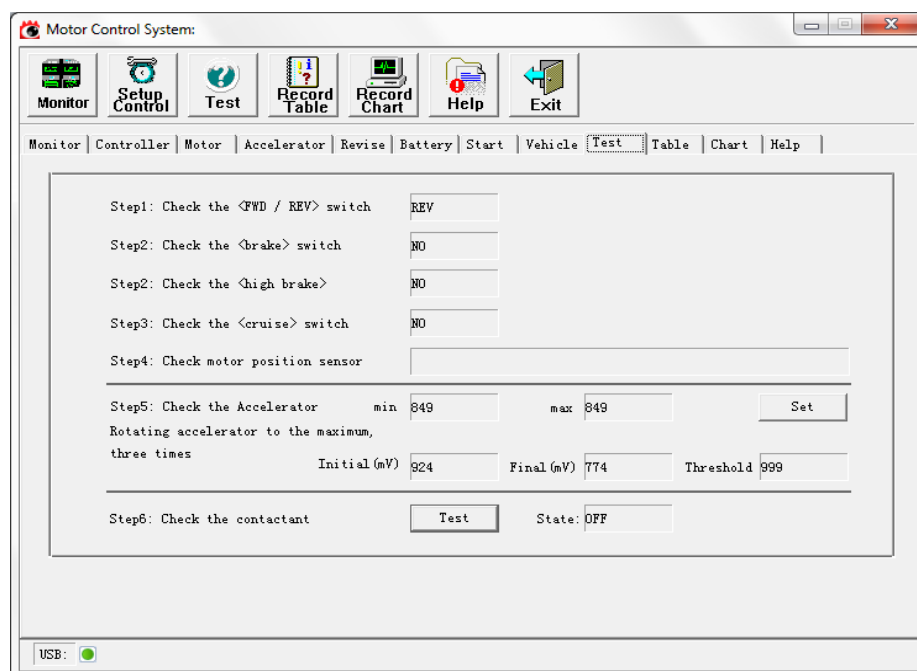 Motor Control System:
Monitor
Setup Control
Test
Record Table
Record Chart
Help
Exit
Monitor Controller Motor Accelerator Revise Battery Start Vehicle Test Table Chart Help
Step1: Check the <FWD / REV> switch REV
Step2: Check the <brake> switch NO
Step2: Check the <high brake> NO
Step3: Check the <cruise> switch NO
Step4: Check motor position sensor
Step5: Check the Accelerator min 849 max 849 Set
Rotating accelerator to the maximum,
three times
Initial(mV) 924 Final(mV) 774 Threshold 999
Step6: Check the contactant Test State: OFF
USB: